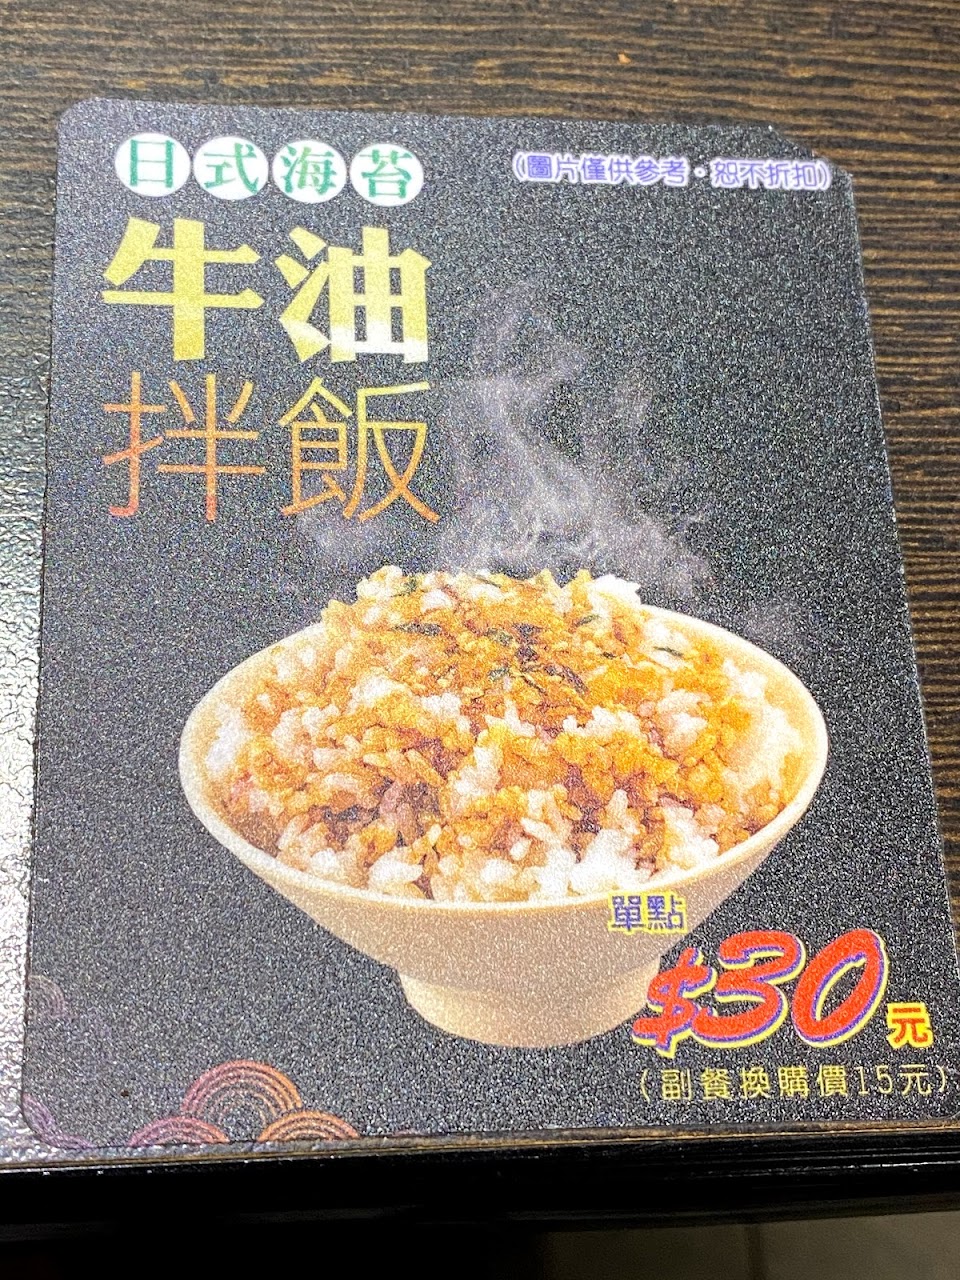 日式海苔
(圖片僅供參考·恕不折扣)
牛油
拌飯
單點
$30元
(副餐換購價15元)